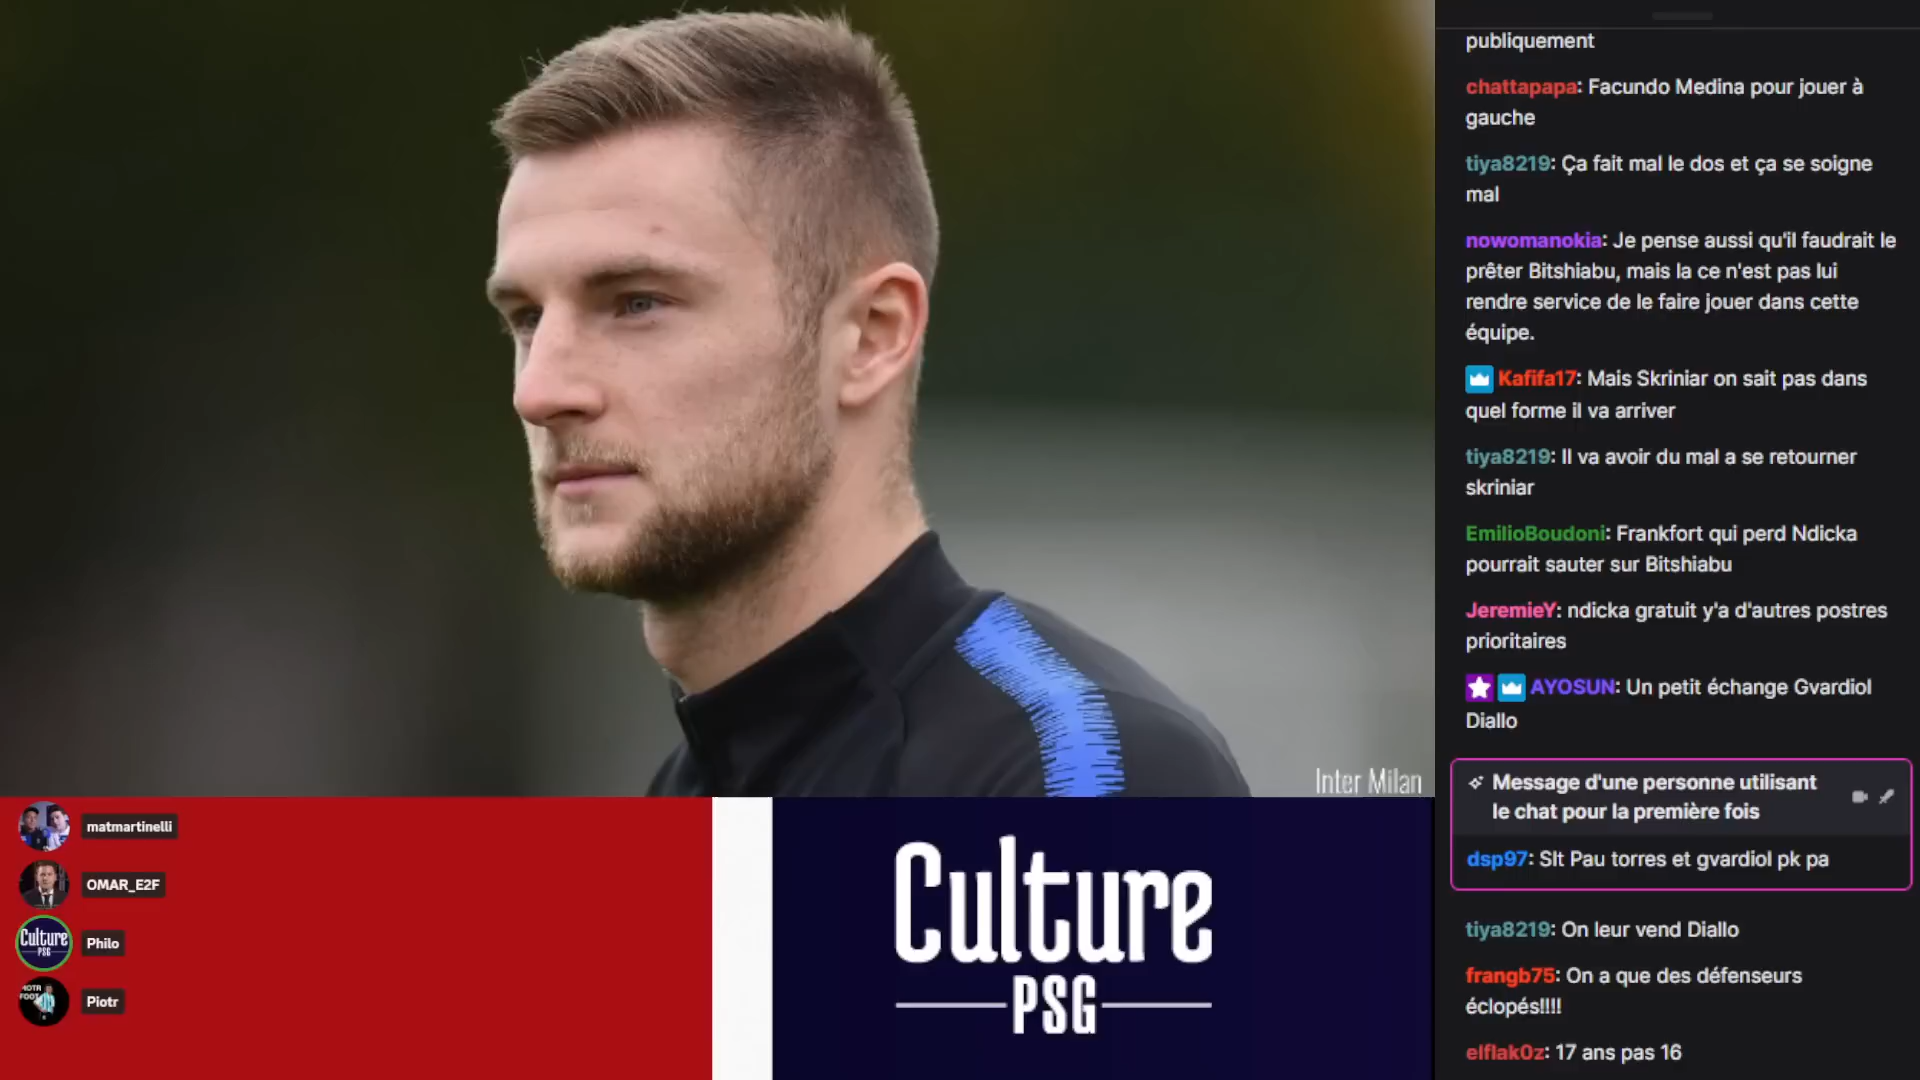 Inter Milan
matmartinelli
OMAR_E2F
Philo
Piotr
Culture
PSG
Culture
PSG
publiquement
chattapapa: Facundo Medina pour jouer à
gauche
tiya8219: Ça fait mal le dos et ça se soigne
mal
nowomanokia: Je pense aussi qu'il faudrait le
prêter Bitshiabu, mais la ce n'est pas lui
rendre service de le faire jouer dans cette
équipe.
Kafifa17: Mais Skriniar on sait pas dans
quel forme il va arriver
tiya8219: Il va avoir du mal a se retourner
skriniar
EmilioBoudoni: Frankfort qui perd Ndicka
pourrait sauter sur Bitshiabu
JeremieY: ndicka gratuit y'a d'autres postres
prioritaires
AYOSUN: Un petit échange Gvardiol
Diallo
Message d'une personne utilisant
le chat pour la première fois
dsp97: Slt Pau torres et gvardiol pk pa
tiya8219: On leur vend Diallo
frangb75: On a que des défenseurs
éclopés!!!!
elflak0z: 17 ans pas 16